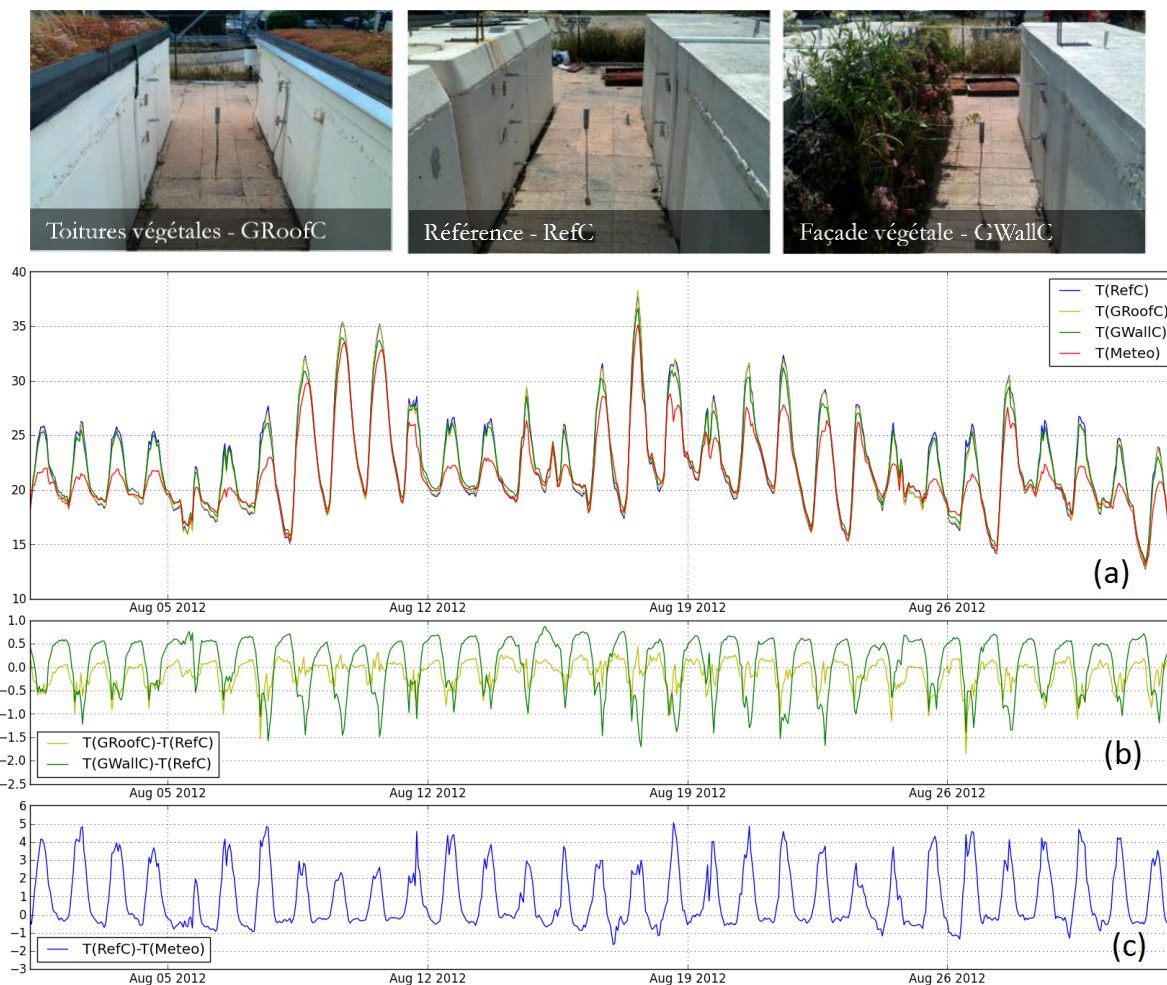 Toitures végétales - GRoofC
Référence - RefC
Façade végétale - GWallC
40
35
30
25
20
15
10
T(RefC)
T(GRoofC)
T(GWallC)
T(Meteo)
(a)
Aug 05 2012
Aug 12 2012
Aug 19 2012
Aug 26 2012
1.0
0.5
0.0
−0.5
−1.0
−1.5
−2.0
−2.5
T(GRoofC)-T(RefC)
T(GWallC)-T(RefC)
(b)
Aug 05 2012
Aug 12 2012
Aug 19 2012
Aug 26 2012
6
5
4
3
2
1
0
−1
−2
−3
T(RefC)-T(Meteo)
(c)
Aug 05 2012
Aug 12 2012
Aug 19 2012
Aug 26 2012